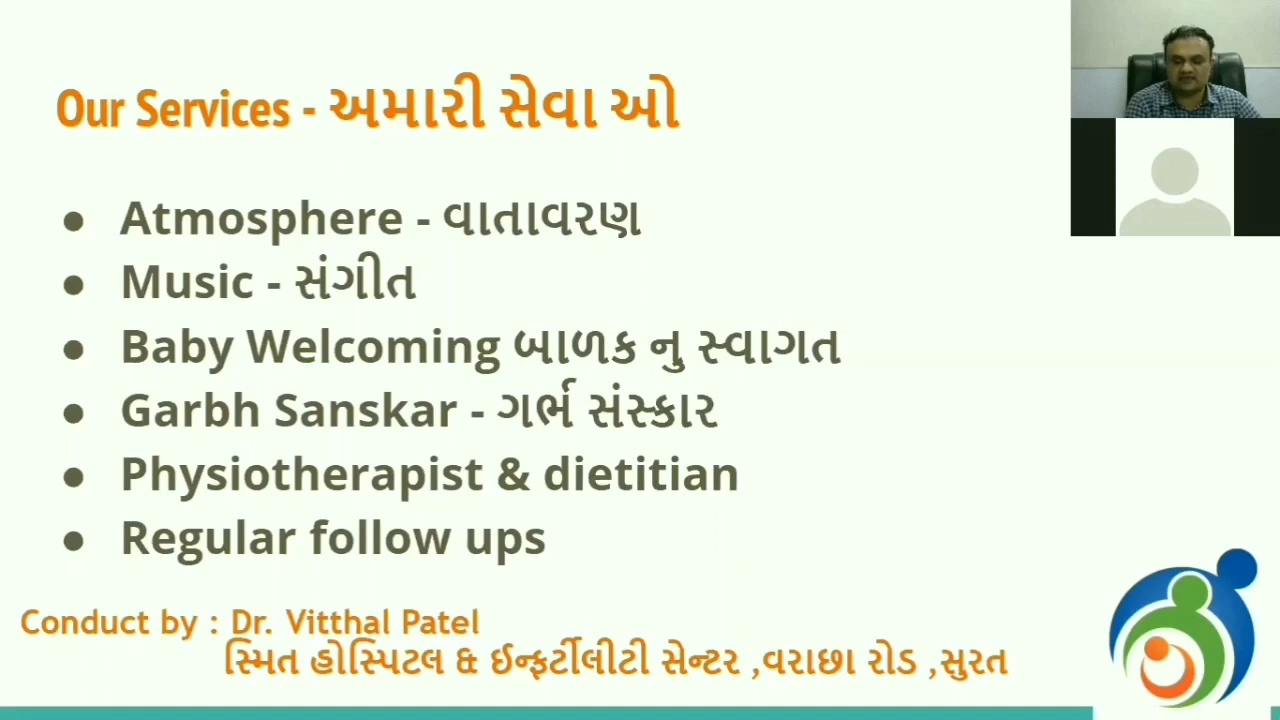 Our Services - અમારી સેવા ઓ
● Atmosphere - વાતાવરણ
● Music - સંગીત
● Baby Welcoming બાળક નુ સ્વાગત
● Garbh Sanskar - ગર્ભ સંસ્કાર
● Physiotherapist & dietitian
● Regular follow ups
Conduct by : Dr. Vitthal Patel
સ્મિત હોસ્પિટલ & ઈન્ફર્ટીલીટી સેન્ટર ,વરાછા રોડ ,સુરત